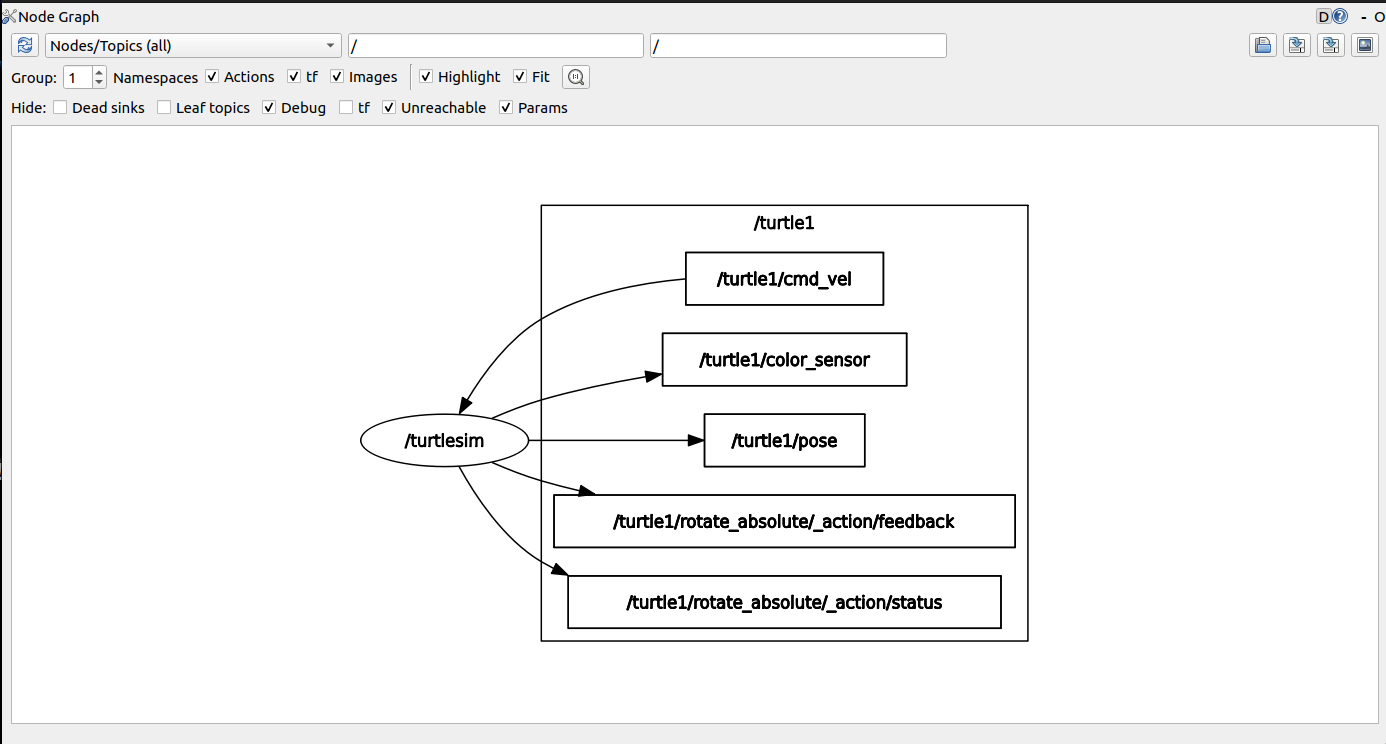 Node Graph
D ? - O
Nodes/Topics (all) / /
Group: 1 Namespaces Actions tf Images Highlight Fit
Hide: Dead sinks Leaf topics Debug tf Unreachable Params
/turtle1
/turtle1/cmd_vel
/turtle1/color_sensor
/turtlesim
/turtle1/pose
/turtle1/rotate_absolute/_action/feedback
/turtle1/rotate_absolute/_action/status